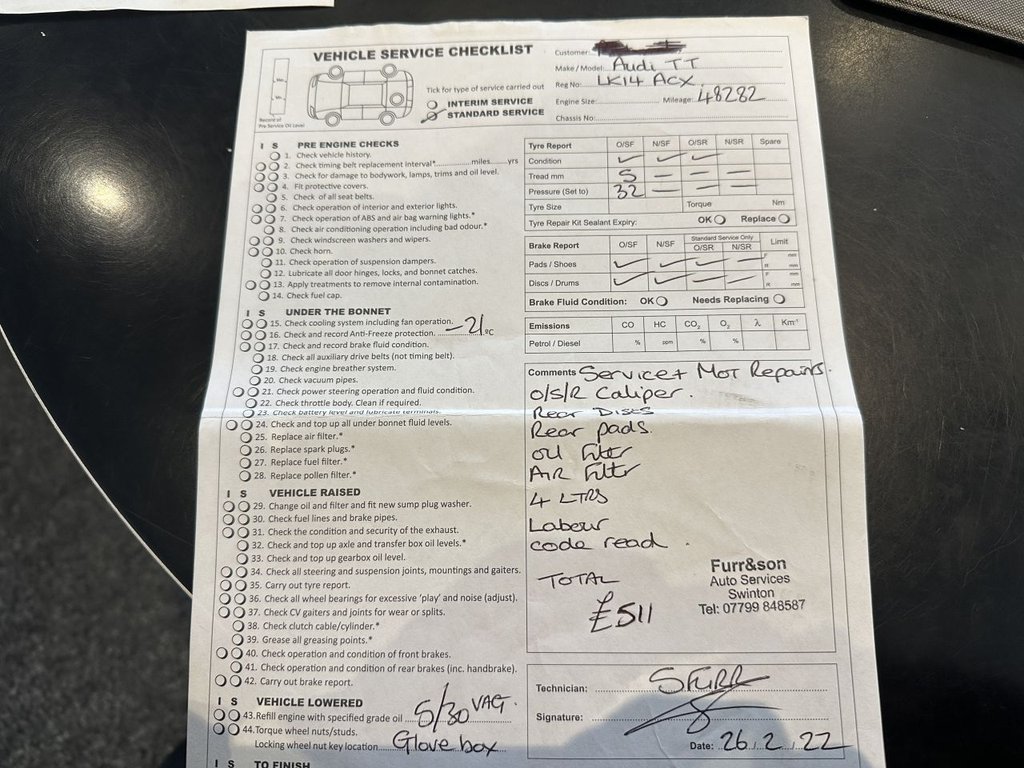 VEHICLE SERVICE CHECKLIST
Record of
Pre Service Oil Level
Tick for type of service carried out
INTERIM SERVICE
STANDARD SERVICE
Customer:
Make / Model: Audi TT
Reg No: LK14 ACX
Engine Size: Mileage: 48282
Chassis No:
I S PRE ENGINE CHECKS
1. Check vehicle history.
2. Check timing belt replacement interval* miles yrs
3. Check for damage to bodywork, lamps, trims and oil level.
4. Fit protective covers.
5. Check of all seat belts.
6. Check operation of interior and exterior lights.
7. Check operation of ABS and air bag warning lights.*
8. Check air conditioning operation including bad odour.*
9. Check windscreen washers and wipers.
10. Check horn.
11. Check operation of suspension dampers.
12. Lubricate all door hinges, locks, and bonnet catches.
13. Apply treatments to remove internal contamination.
14. Check fuel cap.
I S UNDER THE BONNET
15. Check cooling system including fan operation.
16. Check and record Anti-Freeze protection. -21 °C
17. Check and record brake fluid condition.
18. Check all auxiliary drive belts (not timing belt).
19. Check engine breather system.
20. Check vacuum pipes.
21. Check power steering operation and fluid condition.
22. Check throttle body. Clean if required.
23. Check battery level and lubricate terminals.
24. Check and top up all under bonnet fluid levels.
25. Replace air filter.*
26. Replace spark plugs.*
27. Replace fuel filter.*
28. Replace pollen filter.*
I S VEHICLE RAISED
29. Change oil and filter and fit new sump plug washer.
30. Check fuel lines and brake pipes.
31. Check the condition and security of the exhaust.
32. Check and top up axle and transfer box oil levels.*
33. Check and top up gearbox oil level.
34. Check all steering and suspension joints, mountings and gaiters.
35. Carry out tyre report.
36. Check all wheel bearings for excessive 'play' and noise (adjust).
37. Check CV gaiters and joints for wear or splits.
38. Check clutch cable/cylinder.*
39. Grease all greasing points.*
40. Check operation and condition of front brakes.
41. Check operation and condition of rear brakes (inc. handbrake).
42. Carry out brake report.
I S VEHICLE LOWERED
43. Refill engine with specified grade oil 5/30 VAG.
44. Torque wheel nuts/studs.
Locking wheel nut key location Glove box
I S TO FINISH
Tyre Report O/SF N/SF O/SR N/SR Spare
Condition
Tread mm 5
Pressure (Set to) 32
Tyre Size Torque Nm
Tyre Repair Kit Sealant Expiry: OK Replace
Standard Service Only
Brake Report O/SF N/SF O/SR N/SR Limit
Pads / Shoes F mm R mm
Discs / Drums F mm R mm
Brake Fluid Condition: OK Needs Replacing
Emissions CO HC CO2 O2 λ Km-1
Petrol / Diesel % ppm % %
Comments Service + MOT Repairs.
O/S/R Caliper.
Rear Discs
Rear pads.
oil filter
Air filter
4 LTRS
Labour
code read.
TOTAL
£511
Furr&son
Auto Services
Swinton
Tel: 07799 848587
Technician: S FURR
Signature:
Date: 26.2.22